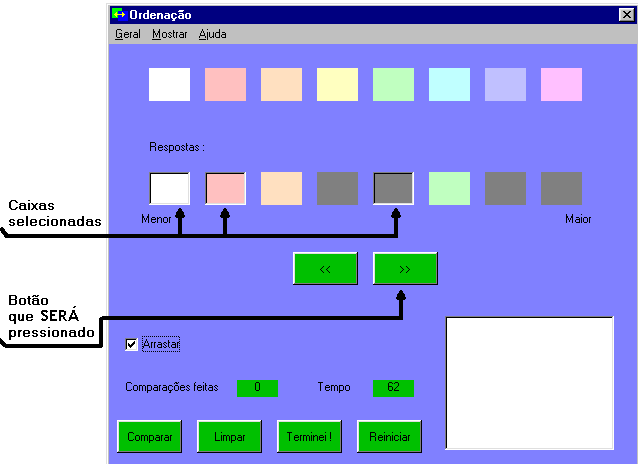 Ordenação
Geral Mostrar Ajuda
Respostas :
Caixas
selecionadas
Menor
Maior
<< >>
Botão
que SERÁ
pressionado
Arrastar
Comparações feitas 0 Tempo 62
Comparar Limpar Terminei ! Reiniciar